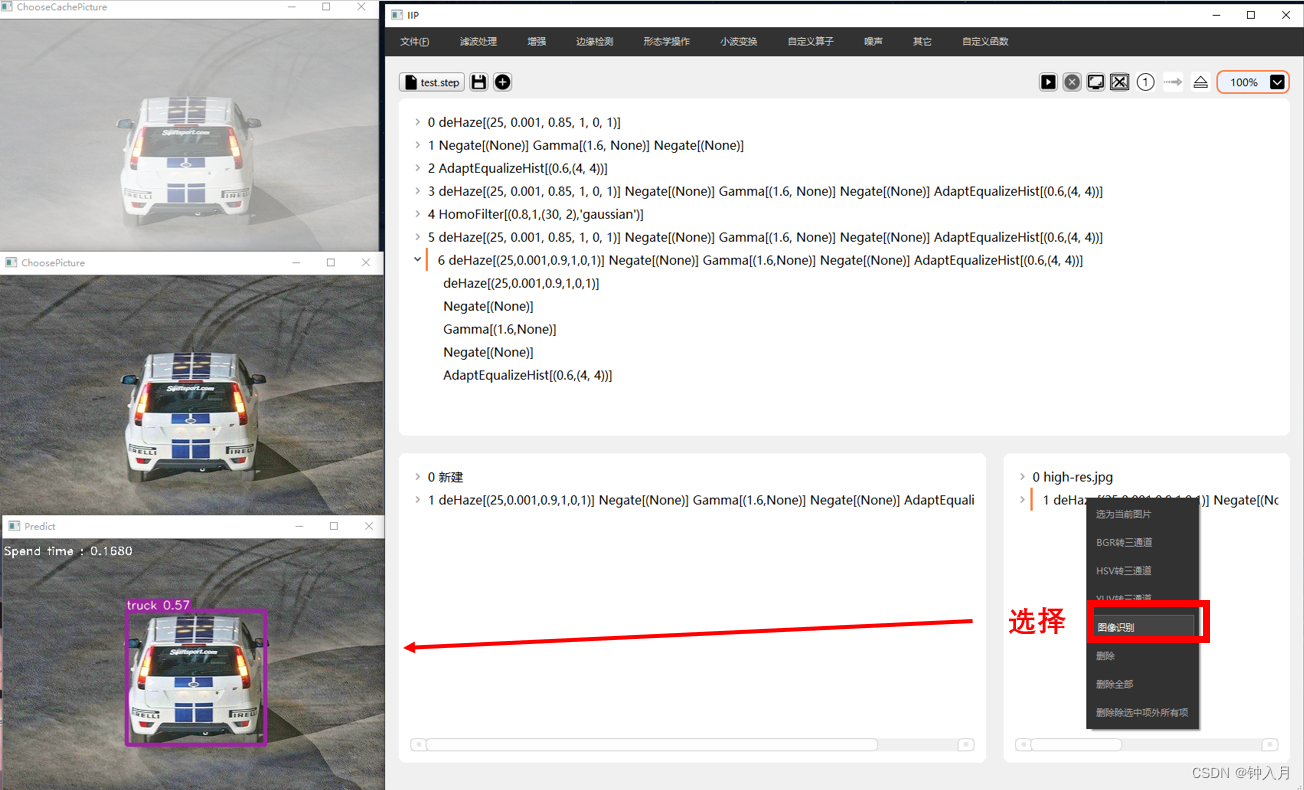 ChooseCachePicture
Spiftsport.com
PIRELLI
PIRELLI
ChoosePicture
Spiftsport.com
PIRELLI
Predict
Spend time : 0.1680
truck 0.57
Spiftsport.com
PIRELLI
IIP
文件(F) 滤波处理 增强 边缘检测 形态学操作 小波变换 自定义算子 噪声 其它 自定义函数
test.step
1
100%
0 deHaze[(25, 0.001, 0.85, 1, 0, 1)]
1 Negate[(None)] Gamma[(1.6, None)] Negate[(None)]
2 AdaptEqualizeHist[(0.6,(4, 4))]
3 deHaze[(25, 0.001, 0.85, 1, 0, 1)] Negate[(None)] Gamma[(1.6, None)] Negate[(None)] AdaptEqualizeHist[(0.6,(4, 4))]
4 HomoFilter[(0.8,1,(30, 2),'gaussian')]
5 deHaze[(25, 0.001, 0.85, 1, 0, 1)] Negate[(None)] Gamma[(1.6, None)] Negate[(None)] AdaptEqualizeHist[(0.6,(4, 4))]
6 deHaze[(25,0.001,0.9,1,0,1)] Negate[(None)] Gamma[(1.6,None)] Negate[(None)] AdaptEqualizeHist[(0.6,(4, 4))]
deHaze[(25,0.001,0.9,1,0,1)]
Negate[(None)]
Gamma[(1.6,None)]
Negate[(None)]
AdaptEqualizeHist[(0.6,(4, 4))]
0 新建
1 deHaze[(25,0.001,0.9,1,0,1)] Negate[(None)] Gamma[(1.6,None)] Negate[(None)] AdaptEquali
0 high-res.jpg
1 deHaze[(25,0.001,0.9,1,0,1)] Negate[(Nc
选为当前图片
BGR转三通道
HSV转三通道
YUV转三通道
选择
图像识别
删除
删除全部
删除除选中项外所有项
CSDN @钟入月